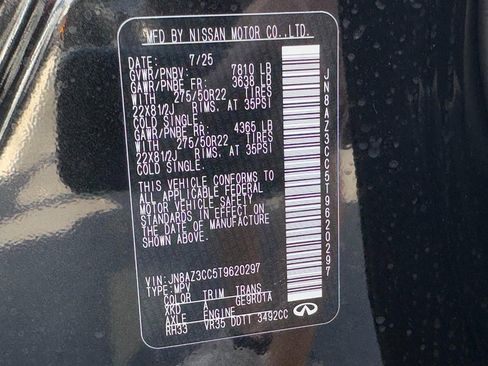 MFD BY NISSAN MOTOR CO.,LTD.
DATE: 7/25
GVWR/PNBV: 7810 LB
GAWR/PNBE FR: 3638 LB
WITH 275/50R22 TIRES
22X8 1/2J RIMS. AT 35PSI
COLD SINGLE.
GAWR/PNBE RR: 4365 LB
WITH 275/50R22 TIRES
22X8 1/2J RIMS. AT 35PSI
COLD SINGLE.
THIS VEHICLE CONFORMS TO
ALL APPLICABLE FEDERAL
MOTOR VEHICLE SAFETY
STANDARDS IN EFFECT ON
THE DATE OF MANUFACTURE
SHOWN ABOVE.
VIN: JN8AZ3CC5T9620297
TYPE: MPV
COLOR TRIM TRANS
XKD A GE9R01A
AXLE ENGINE
RH33 VR35 DDTT 3492CC
JN8AZ3CC5T9620297